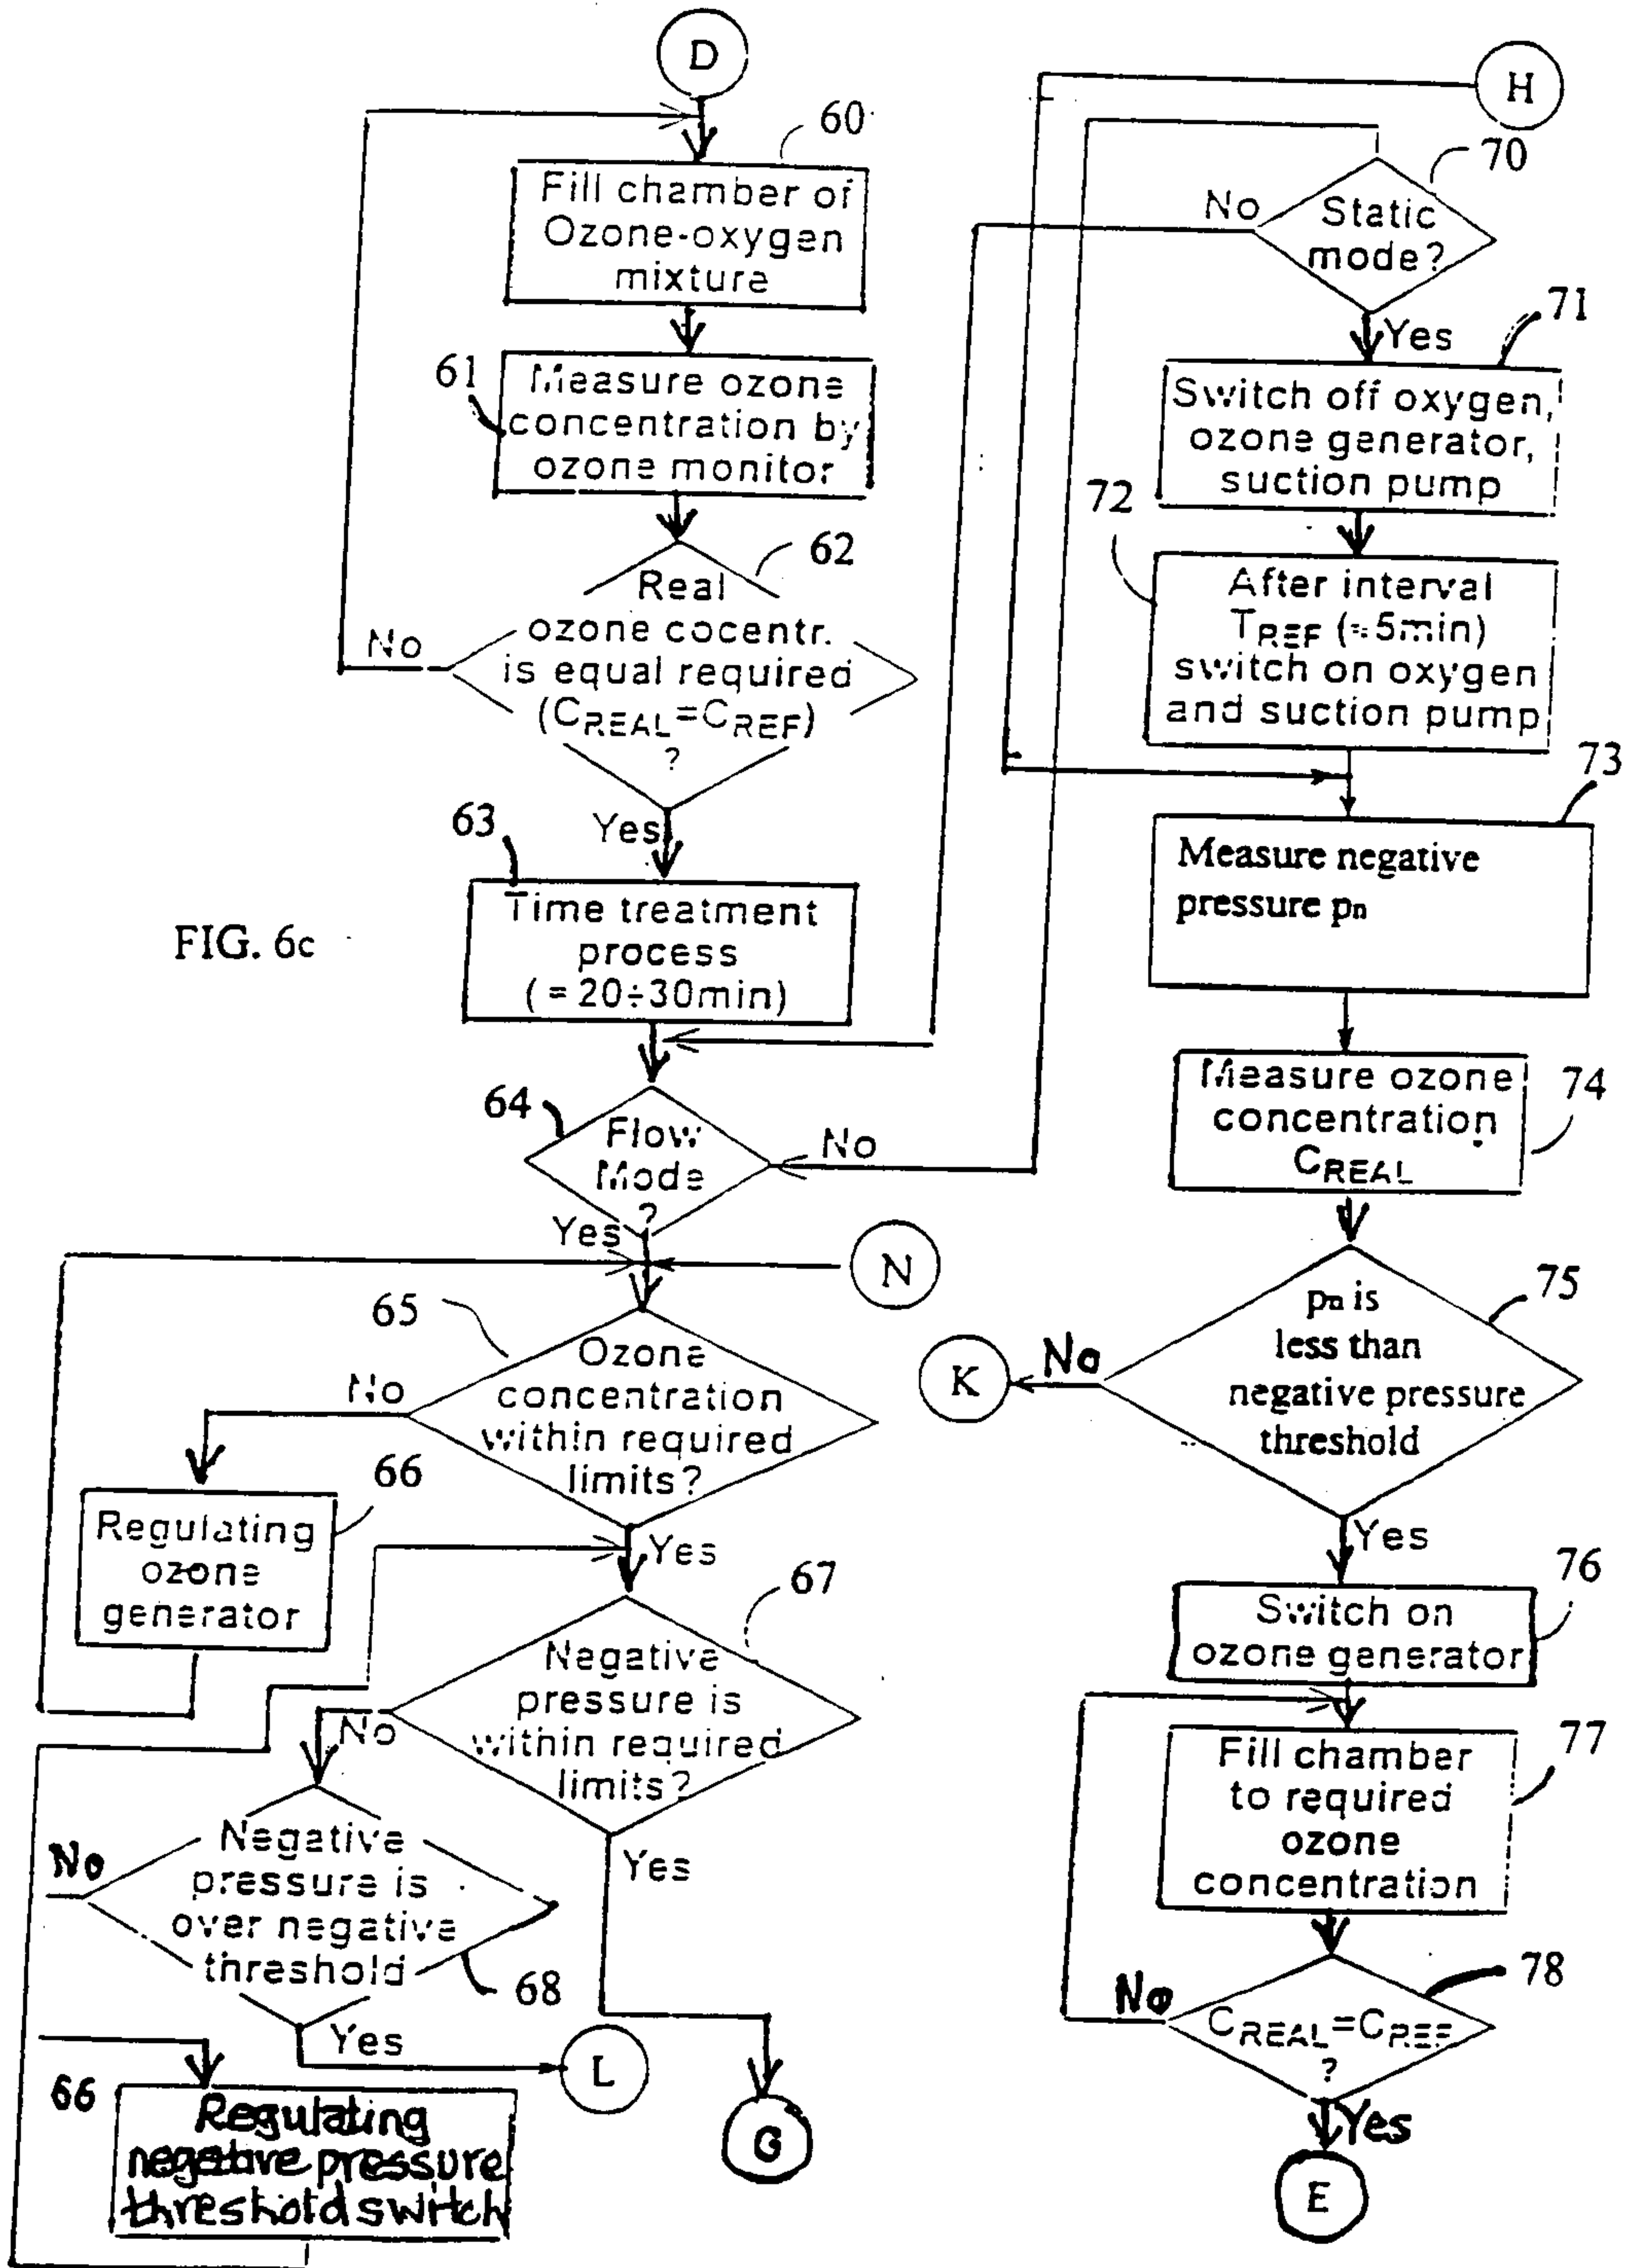 D
60
Fill chamber of
Ozone-oxygen
mixture
61
Measure ozone
concentration by
ozone monitor
62
Real
ozone cocentr.
is equal required
(CREAL=CREF)
?
No
Yes
63
Time treatment
process
(=20÷30min)
FIG. 6c
64
Flow
Mode
?
No
Yes
N
65
Ozone
concentration
within required
limits?
No
66
Regulating
ozone
generator
Yes
67
Negative
pressure is
within required
limits?
No
Yes
Negative
pressure is
over negative
threshold
68
No
Yes
L
G
66
Regulating
negative pressure
threshold switch
H
70
Static
mode?
No
Yes
71
Switch off oxygen,
ozone generator,
suction pump
72
After interval
TREF (=5min)
switch on oxygen
and suction pump
73
Measure negative
pressure pn
Measure ozone
concentration
CREAL
74
75
pn is
less than
negative pressure
threshold
No
K
Yes
76
Switch on
ozone generator
77
Fill chamber
to required
ozone
concentration
78
CREAL=CREF
?
No
Yes
E